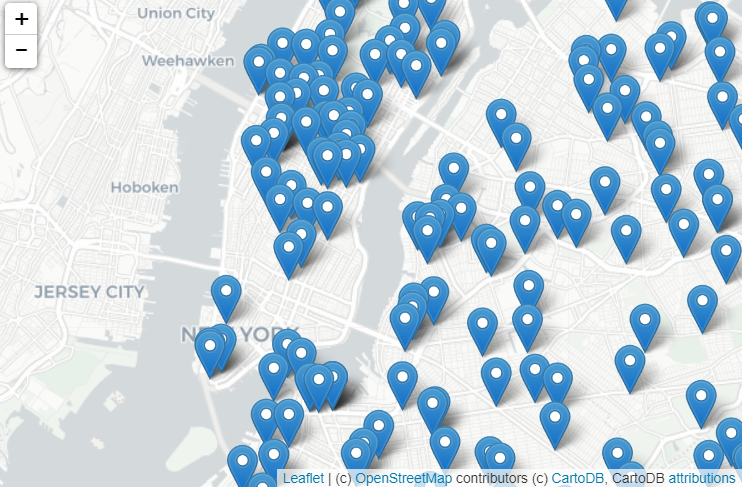 +
Union City
−
Weehawken
Hoboken
JERSEY CITY
NEW YORK
Leaflet | (c) OpenStreetMap contributors (c) CartoDB, CartoDB attributions